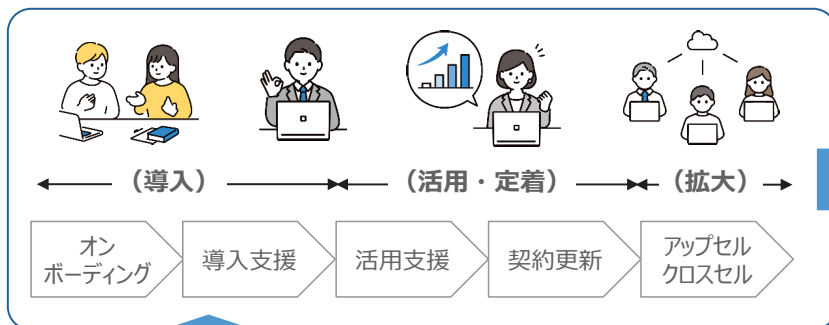 （導入）
（活用・定着）
（拡大）
オン
ボーディング
導入支援
活用支援
契約更新
アップセル
クロスセル